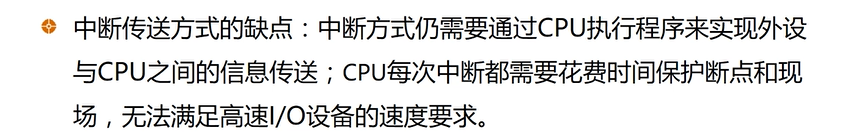 中断传送方式的缺点：中断方式仍需要通过CPU执行程序来实现外设
与CPU之间的信息传送；CPU每次中断都需要花费时间保护断点和现
场，无法满足高速I/O设备的速度要求。